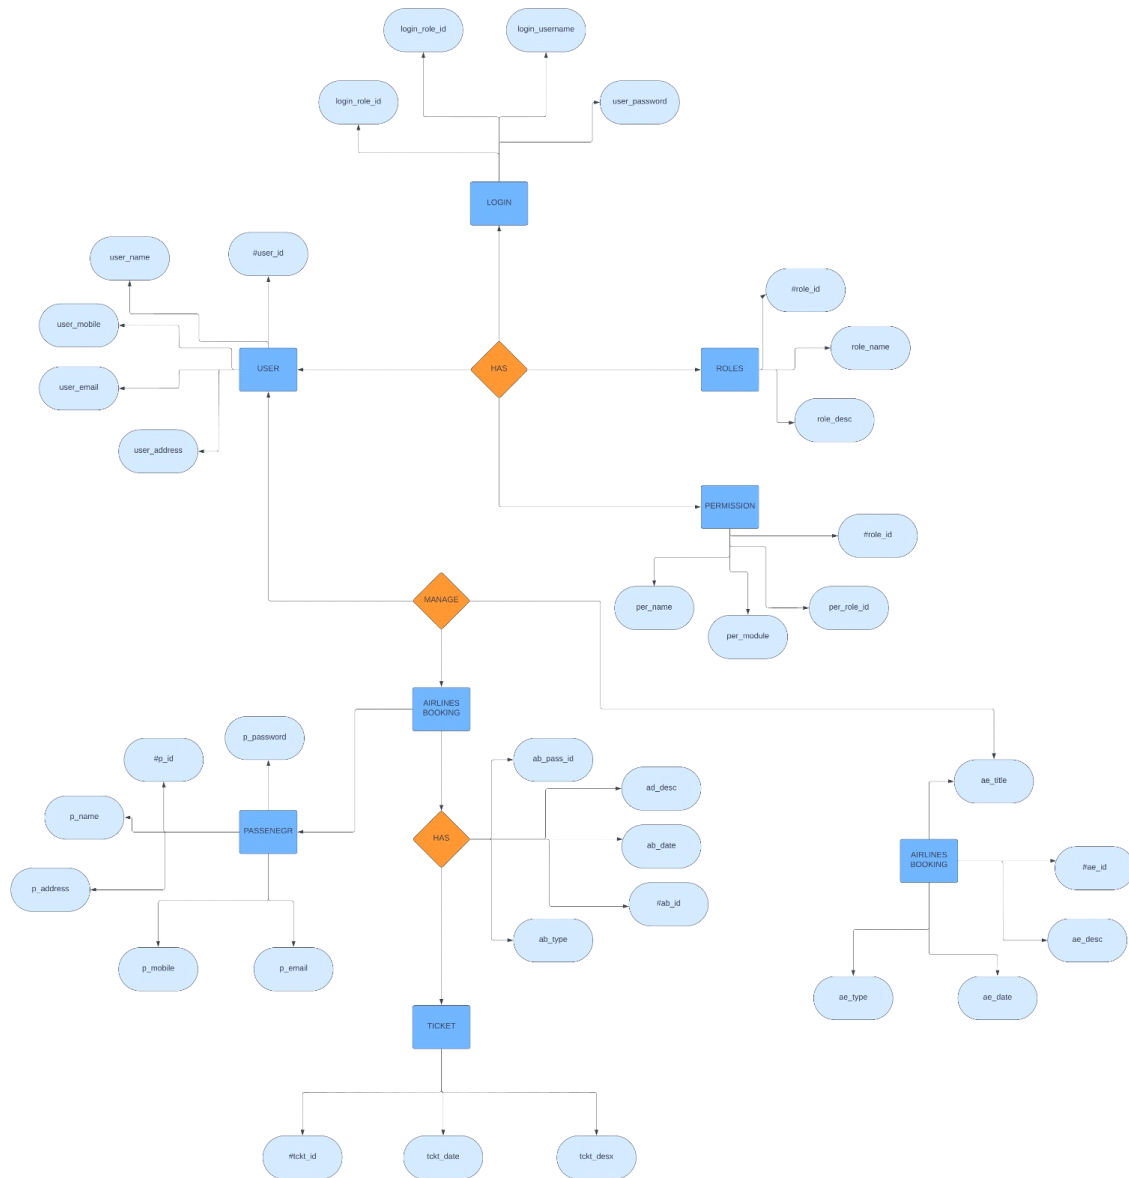 login_role_id
login_username
login_role_id
user_password
LOGIN
user_name
#user_id
#role_id
user_mobile
role_name
USER
HAS
ROLES
user_email
role_desc
user_address
PERMISSION
#role_id
MANAGE
per_name
per_role_id
per_module
AIRLINES
BOOKING
p_password
#p_id
ab_pass_id
ae_title
ad_desc
p_name
PASSENEGR
HAS
ab_date
AIRLINES
BOOKING
#ae_id
p_address
#ab_id
ab_type
ae_desc
p_mobile
p_email
ae_type
ae_date
TICKET
#tckt_id
tckt_date
tckt_desx